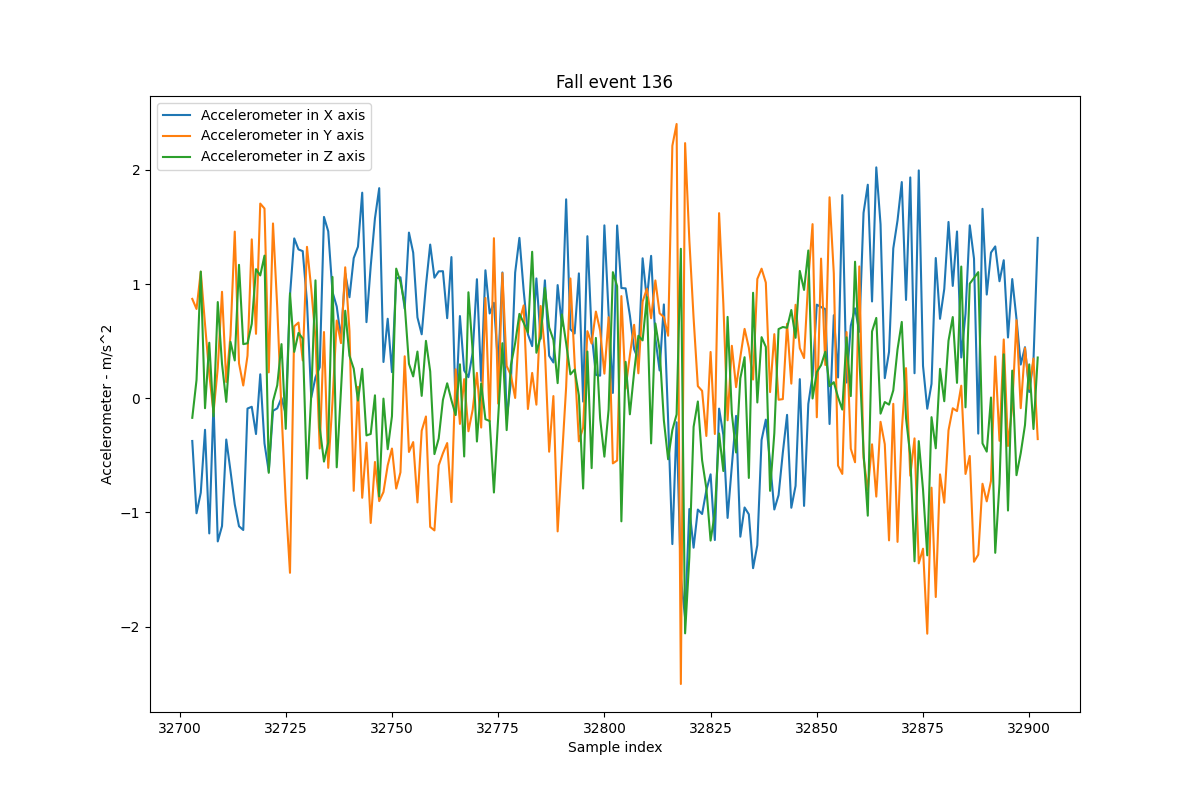 Fall event 136
Accelerometer in X axis
Accelerometer in Y axis
Accelerometer in Z axis
Accelerometer - m/s^2
2
1
0
−1
−2
32700 32725 32750 32775 32800 32825 32850 32875 32900
Sample index